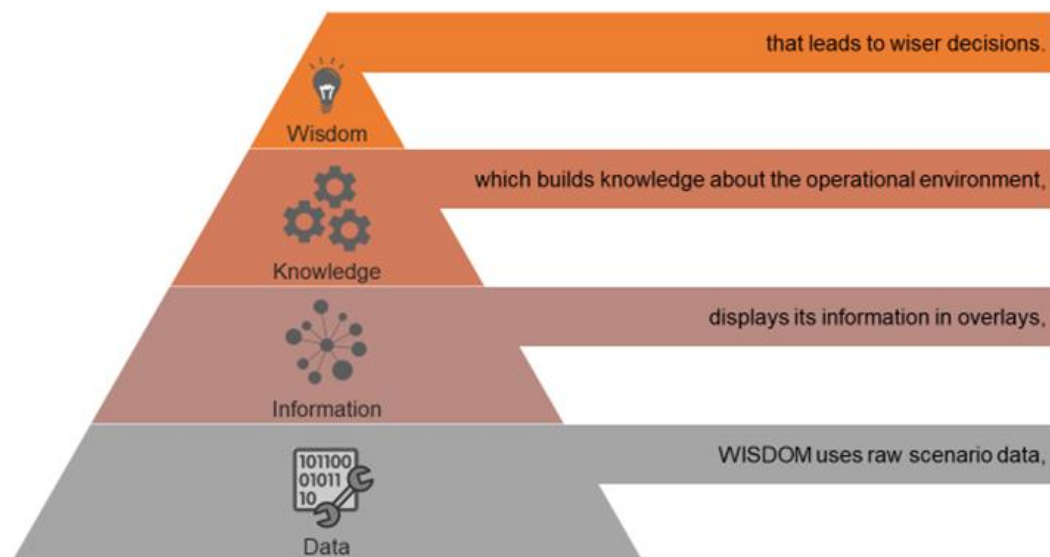 that leads to wiser decisions.
Wisdom
which builds knowledge about the operational environment,
Knowledge
displays its information in overlays,
Information
WISDOM uses raw scenario data,
101100
01011
10
Data